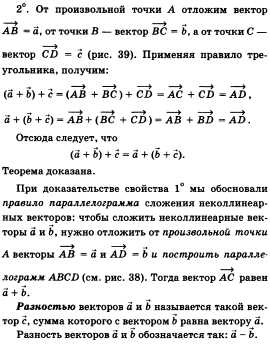 2°. От произвольной точки A отложим вектор
AB⃗ = a⃗, от точки B — вектор BC⃗ = b⃗, а от точки C —
вектор CD⃗ = c⃗ (рис. 39). Применяя правило тре-
угольника, получим:
(a⃗ + b⃗) + c⃗ = (AB⃗ + BC⃗) + CD⃗ = AC⃗ + CD⃗ = AD⃗,
a⃗ + (b⃗ + c⃗) = AB⃗ + (BC⃗ + CD⃗) = AB⃗ + BD⃗ = AD⃗.
Отсюда следует, что
(a⃗ + b⃗) + c⃗ = a⃗ + (b⃗ + c⃗).
Теорема доказана.
При доказательстве свойства 1° мы обосновали
правило параллелограмма сложения неколлинеар-
ных векторов: чтобы сложить неколлинеарные век-
торы a⃗ и b⃗, нужно отложить от произвольной точки
A векторы AB⃗ = a⃗ и AD⃗ = b⃗ и построить паралле-
лограмм ABCD (см. рис. 38). Тогда вектор AC⃗ равен
a⃗ + b⃗.
Разностью векторов a⃗ и b⃗ называется такой век-
тор c⃗, сумма которого с вектором b⃗ равна вектору a⃗.
Разность векторов a⃗ и b⃗ обозначается так: a⃗ − b⃗.